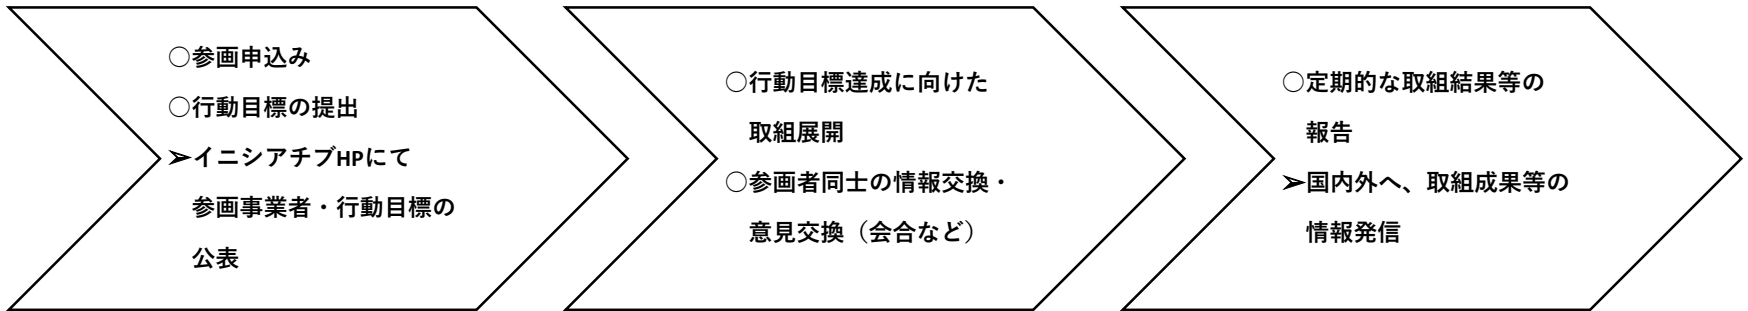 ○参画申込み
○行動目標の提出
➢イニシアチブHPにて
参画事業者・行動目標の
公表
○行動目標達成に向けた
取組展開
○参画者同士の情報交換・
意見交換（会合など）
○定期的な取組結果等の
報告
➢国内外へ、取組成果等の
情報発信